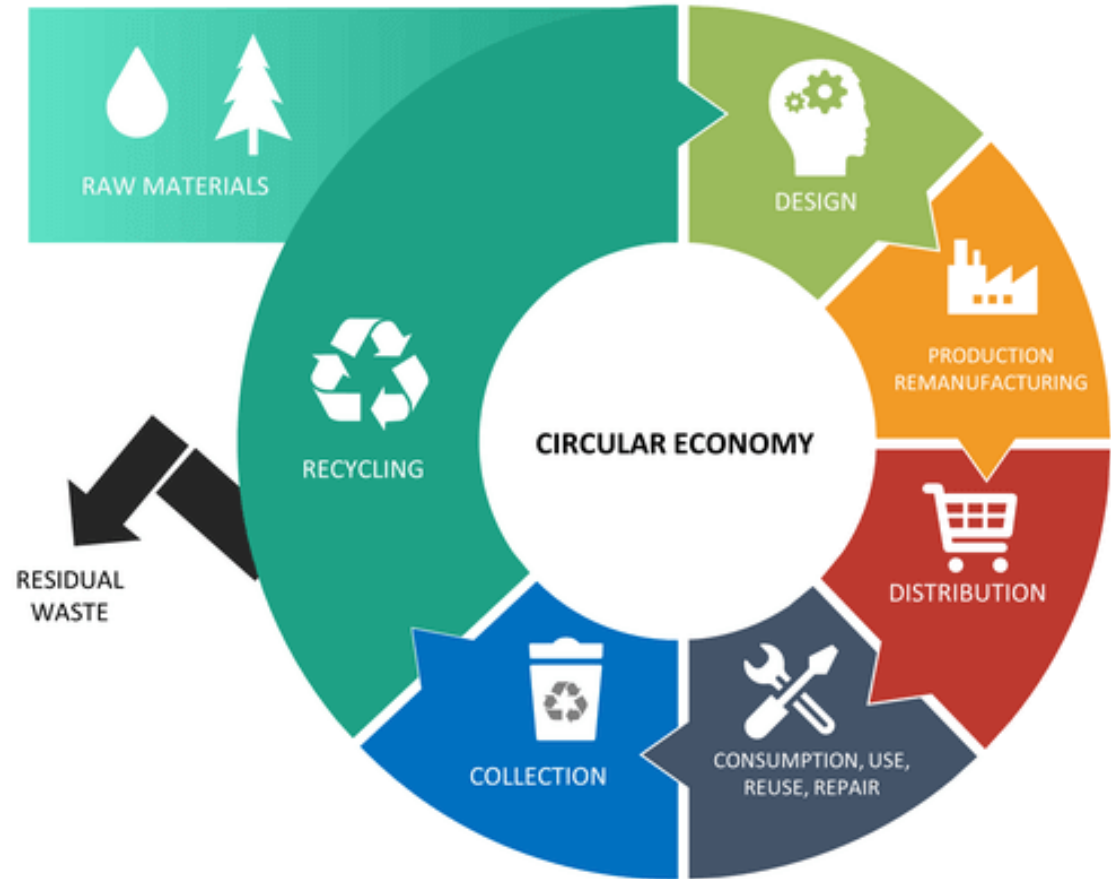 RAW MATERIALS
DESIGN
PRODUCTION
REMANUFACTURING
CIRCULAR ECONOMY
RECYCLING
DISTRIBUTION
RESIDUAL
WASTE
COLLECTION
CONSUMPTION, USE,
REUSE, REPAIR